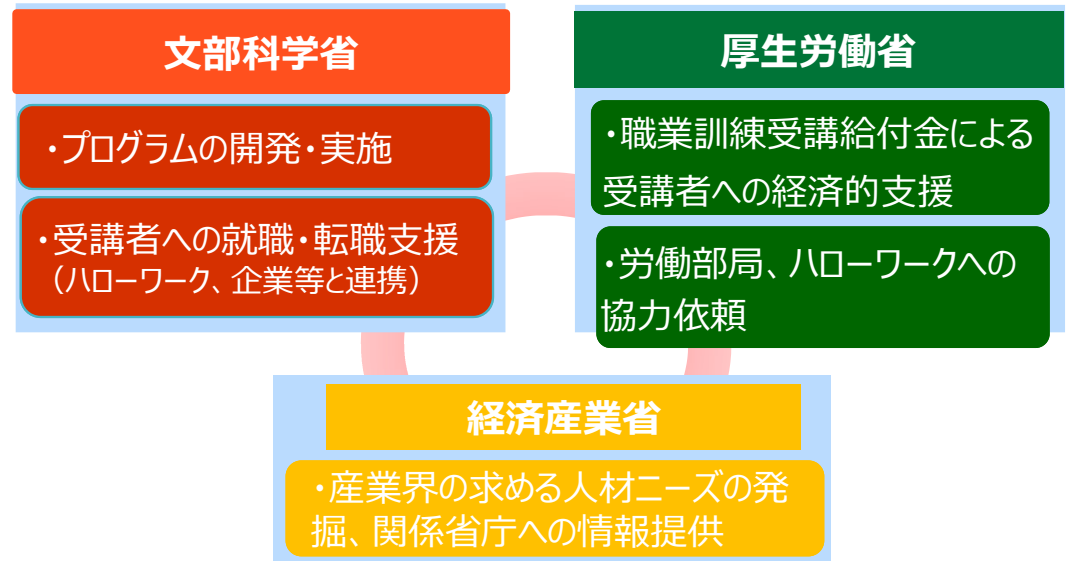 文部科学省
・プログラムの開発・実施
・受講者への就職・転職支援
（ハローワーク、企業等と連携）
厚生労働省
・職業訓練受講給付金による
受講者への経済的支援
・労働部局、ハローワークへの
協力依頼
経済産業省
・産業界の求める人材ニーズの発
掘、関係省庁への情報提供